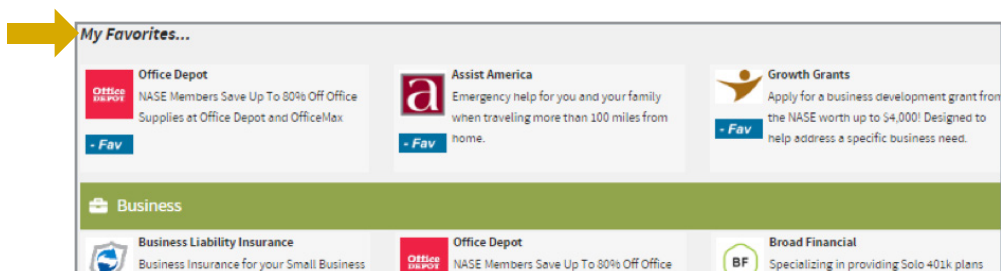 My Favorites...
Office Depot
Office
DEPOT
NASE Members Save Up To 80% Off Office
Supplies at Office Depot and OfficeMax
- Fav
Assist America
a
Emergency help for you and your family
when traveling more than 100 miles from
home.
- Fav
Growth Grants
Apply for a business development grant from
the NASE worth up to $4,000! Designed to
help address a specific business need.
- Fav
Business
Business Liability Insurance
Business Insurance for your Small Business
Office Depot
Office
DEPOT
NASE Members Save Up To 80% Off Office
Broad Financial
BF
Specializing in providing Solo 401k plans